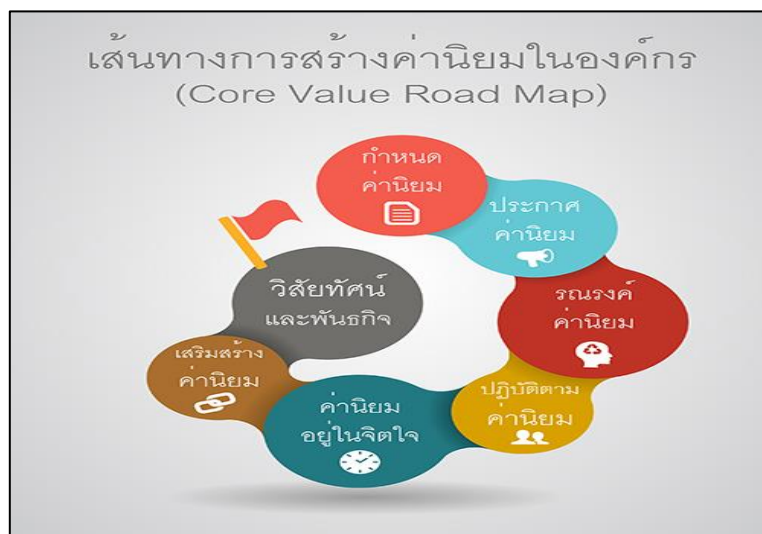 เส้นทางการสร้างค่านิยมในองค์กร
(Core Value Road Map)
กำหนด
ค่านิยม
ประกาศ
ค่านิยม
รณรงค์
ค่านิยม
ปฏิบัติตาม
ค่านิยม
ค่านิยม
อยู่ในจิตใจ
เสริมสร้าง
ค่านิยม
วิสัยทัศน์
และพันธกิจ